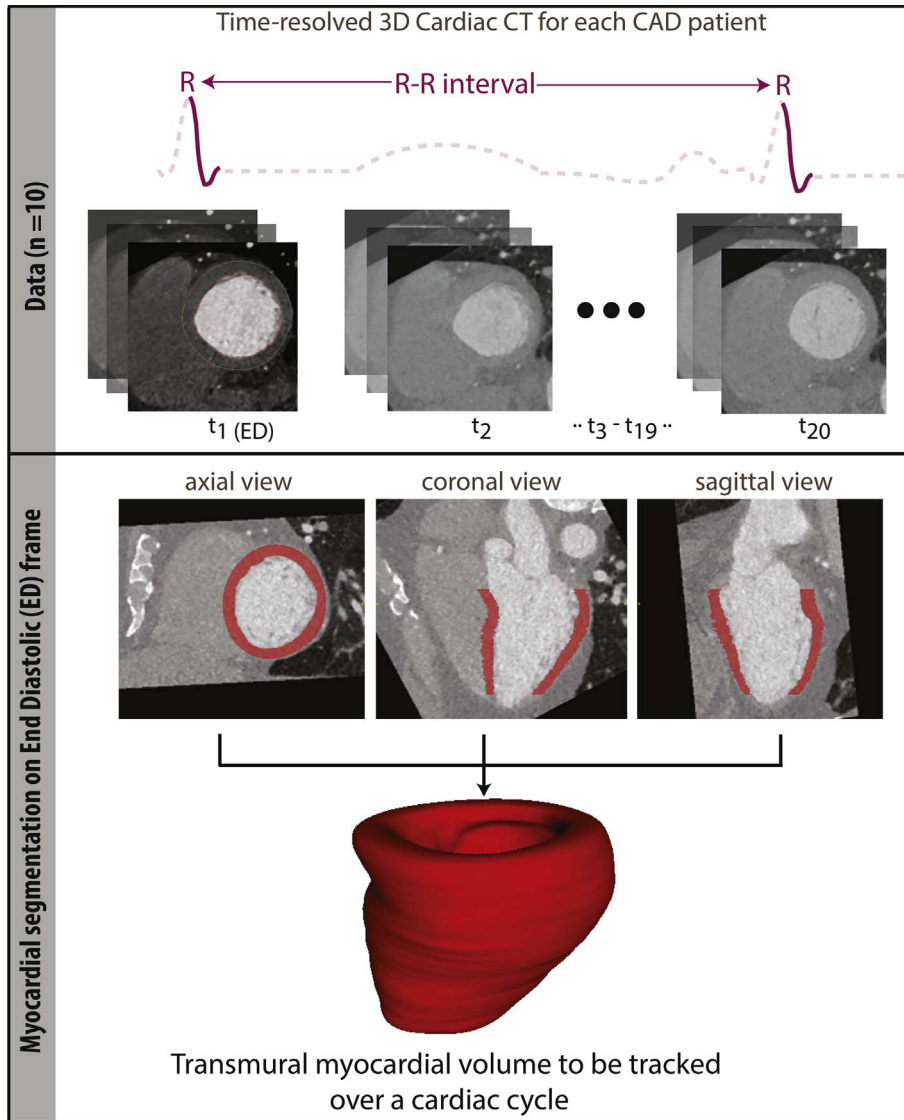 Time-resolved 3D Cardiac CT for each CAD patient
R
R-R interval
R
Data (n = 10)
t1 (ED)
t2
·· t3 - t19 ··
t20
Myocardial segmentation on End Diastolic (ED) frame
axial view
coronal view
sagittal view
Transmural myocardial volume to be tracked
over a cardiac cycle